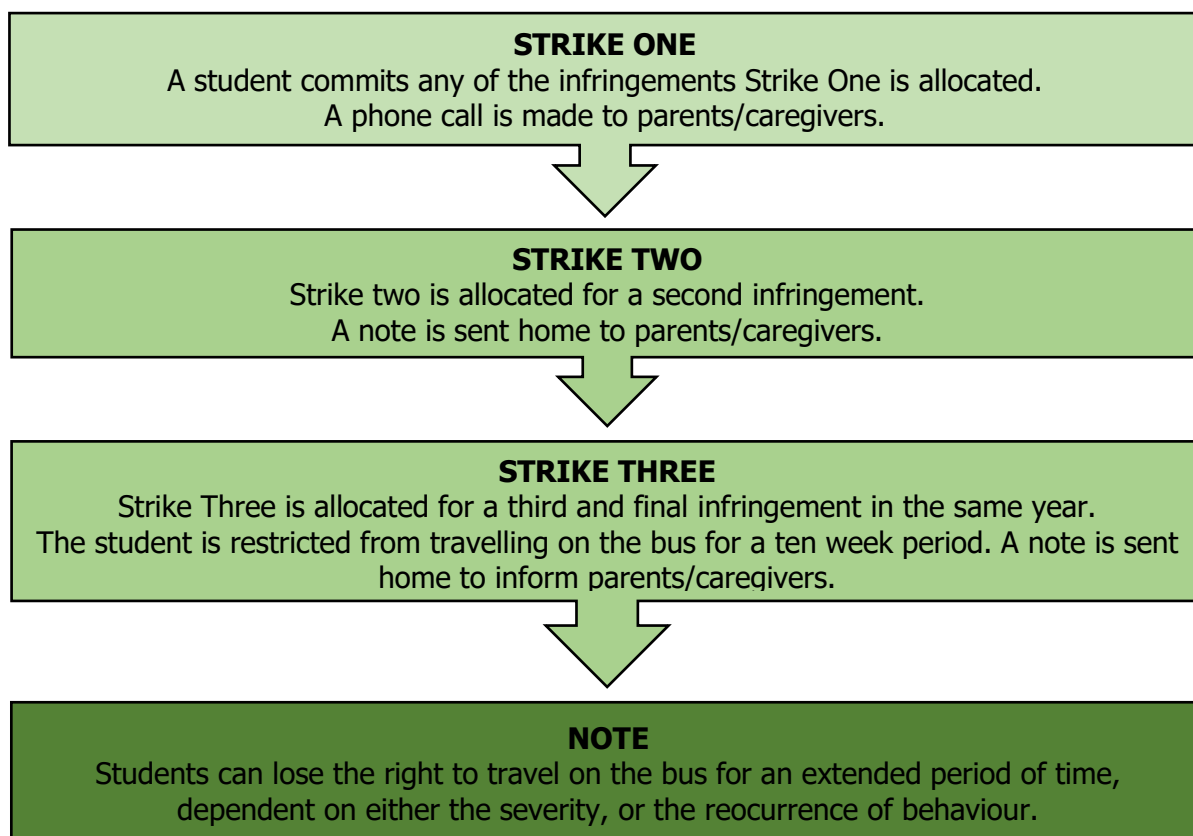 STRIKE ONE
A student commits any of the infringements Strike One is allocated.
A phone call is made to parents/caregivers.
STRIKE TWO
Strike two is allocated for a second infringement.
A note is sent home to parents/caregivers.
STRIKE THREE
Strike Three is allocated for a third and final infringement in the same year.
The student is restricted from travelling on the bus for a ten week period. A note is sent
home to inform parents/caregivers.
NOTE
Students can lose the right to travel on the bus for an extended period of time,
dependent on either the severity, or the reocurrence of behaviour.